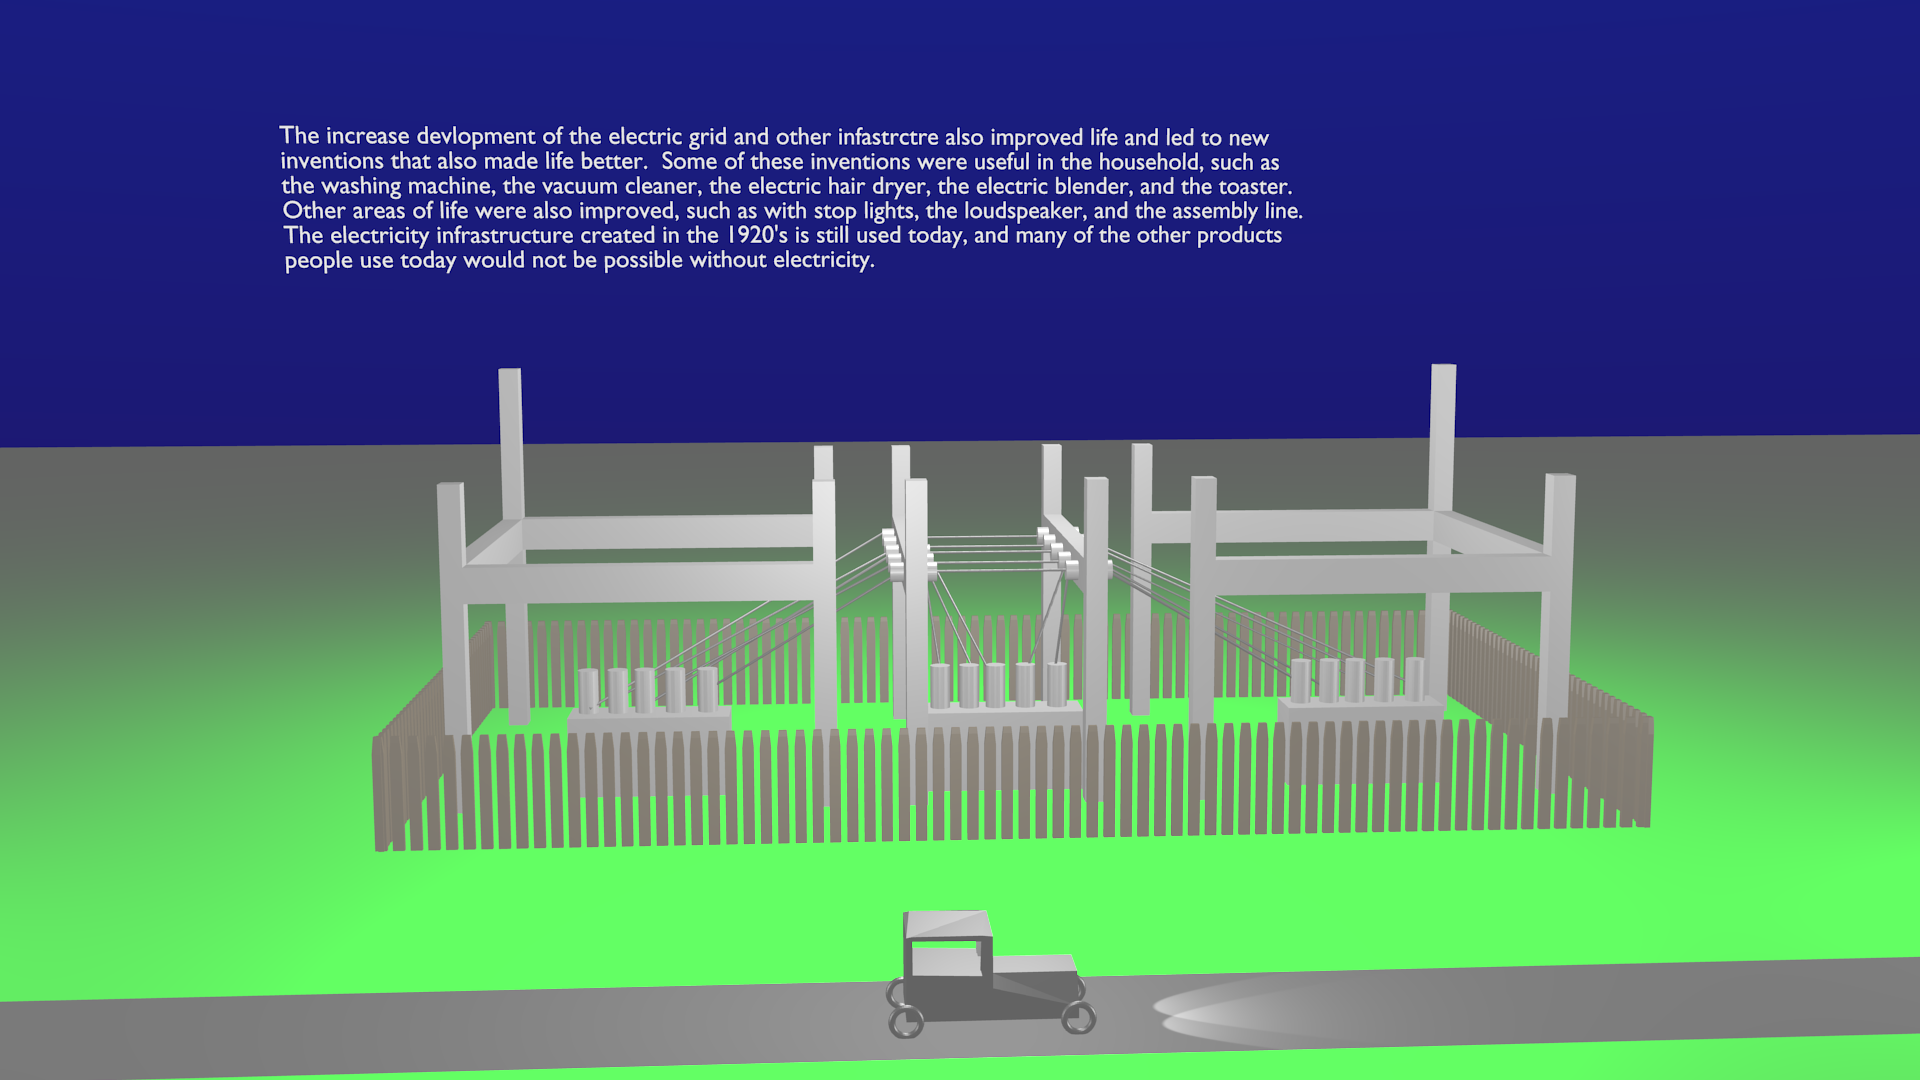 The increase devlopment of the electric grid and other infastrctre also improved life and led to new
inventions that also made life better.  Some of these inventions were useful in the household, such as
the washing machine, the vacuum cleaner, the electric hair dryer, the electric blender, and the toaster.
Other areas of life were also improved, such as with stop lights, the loudspeaker, and the assembly line.
The electricity infrastructure created in the 1920's is still used today, and many of the other products
people use today would not be possible without electricity.